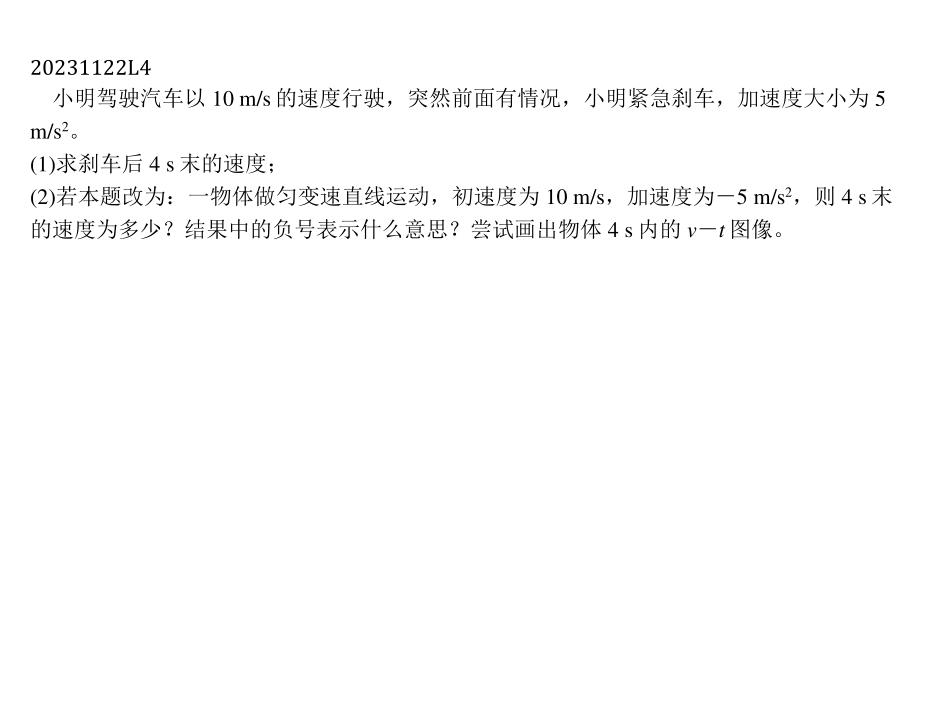 20231122L4
小明驾驶汽车以 10 m/s 的速度行驶，突然前面有情况，小明紧急刹车，加速度大小为 5
m/s²。
(1)求刹车后 4 s 末的速度；
(2)若本题改为：一物体做匀变速直线运动，初速度为 10 m/s，加速度为－5 m/s²，则 4 s 末
的速度为多少？结果中的负号表示什么意思？尝试画出物体 4 s 内的 v－t 图像。